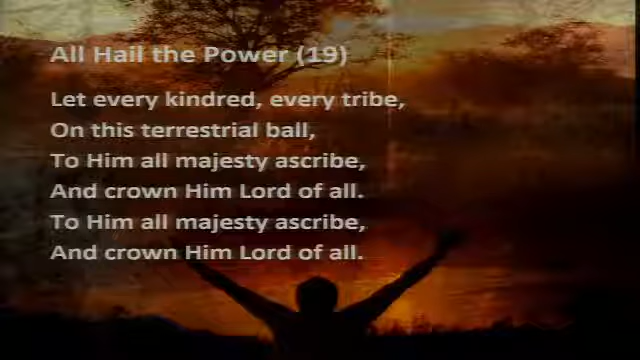 All Hail the Power (19)
Let every kindred, every tribe,
On this terrestrial ball,
To Him all majesty ascribe,
And crown Him Lord of all.
To Him all majesty ascribe,
And crown Him Lord of all.